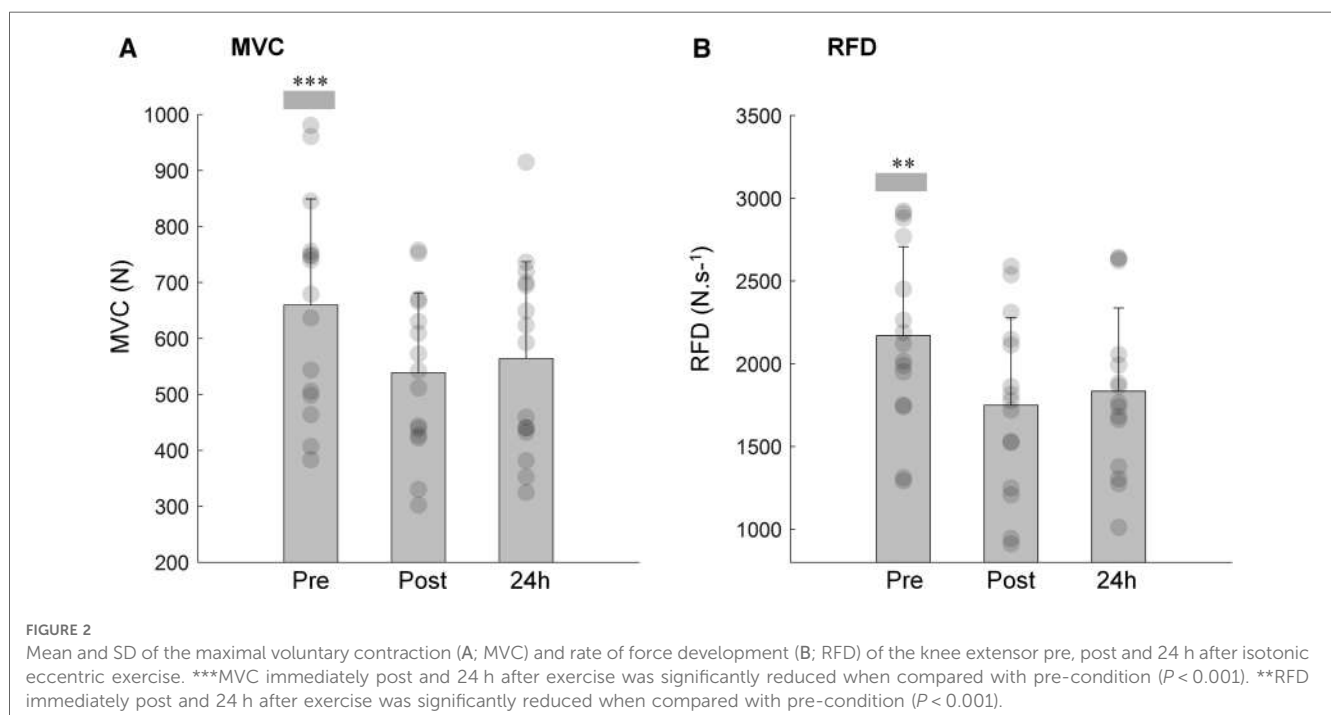 A MVC
***
1000
900
800
700
600
500
400
300
200
MVC (N)
Pre Post 24h
B RFD
**
3500
3000
2500
2000
1500
1000
RFD (N.s-¹)
Pre Post 24h
FIGURE 2
Mean and SD of the maximal voluntary contraction (A; MVC) and rate of force development (B; RFD) of the knee extensor pre, post and 24 h after isotonic
eccentric exercise. ***MVC immediately post and 24 h after exercise was significantly reduced when compared with pre-condition (P < 0.001). **RFD
immediately post and 24 h after exercise was significantly reduced when compared with pre-condition (P < 0.001).